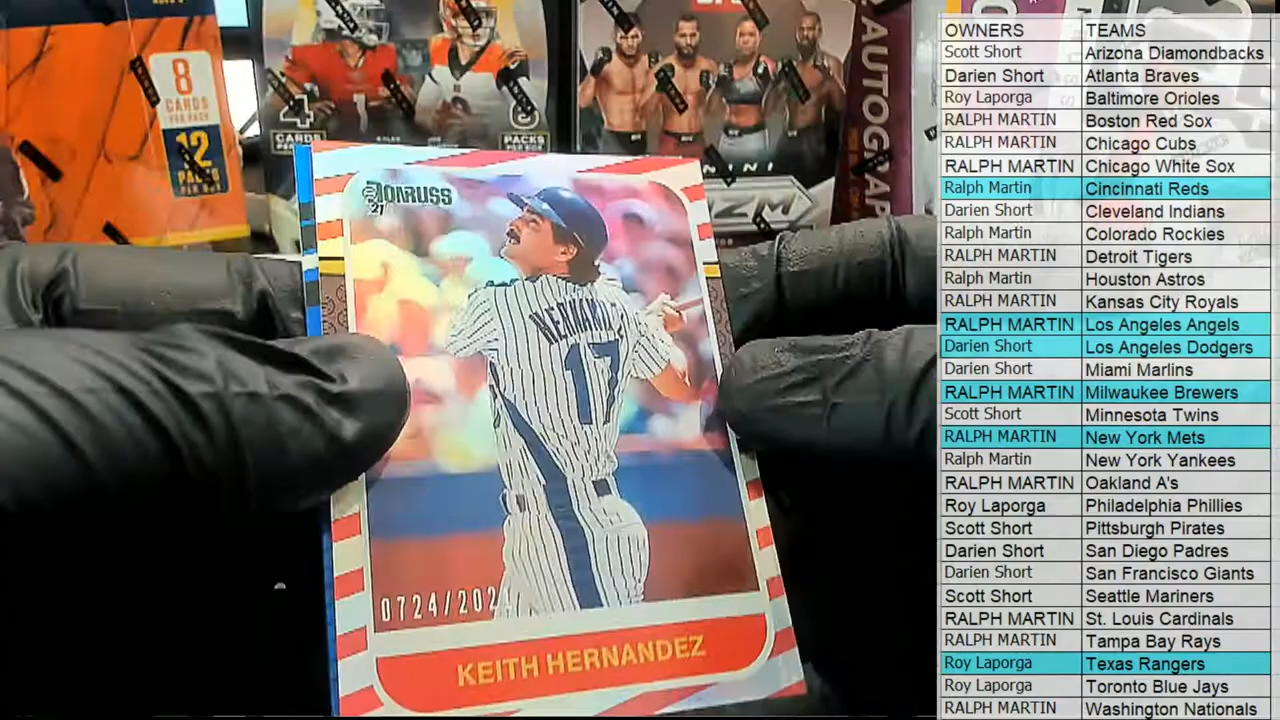 8
CARDS
PER PACK
12
4
CARDS
8
PACKS
AUTOGRAPH
PANINI
DONRUSS
21
HERNANDEZ
17
KEITH HERNANDEZ
OWNERS TEAMS
Scott Short Arizona Diamondbacks
Darien Short Atlanta Braves
Roy Laporga Baltimore Orioles
RALPH MARTIN Boston Red Sox
RALPH MARTIN Chicago Cubs
RALPH MARTIN Chicago White Sox
Ralph Martin Cincinnati Reds
Darien Short Cleveland Indians
Ralph Martin Colorado Rockies
RALPH MARTIN Detroit Tigers
Ralph Martin Houston Astros
RALPH MARTIN Kansas City Royals
RALPH MARTIN Los Angeles Angels
Darien Short Los Angeles Dodgers
Darien Short Miami Marlins
RALPH MARTIN Milwaukee Brewers
Scott Short Minnesota Twins
RALPH MARTIN New York Mets
Ralph Martin New York Yankees
RALPH MARTIN Oakland A's
Roy Laporga Philadelphia Phillies
Scott Short Pittsburgh Pirates
Darien Short San Diego Padres
Darien Short San Francisco Giants
Scott Short Seattle Mariners
RALPH MARTIN St. Louis Cardinals
RALPH MARTIN Tampa Bay Rays
Roy Laporga Texas Rangers
Roy Laporga Toronto Blue Jays
RALPH MARTIN Washington Nationals